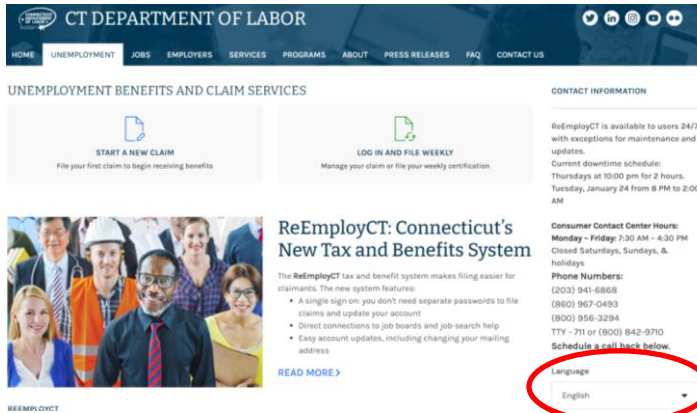 CT DEPARTMENT OF LABOR
HOME UNEMPLOYMENT JOBS EMPLOYERS SERVICES PROGRAMS ABOUT PRESS RELEASES FAQ CONTACT US
UNEMPLOYMENT BENEFITS AND CLAIM SERVICES
START A NEW CLAIM
File your first claim to begin receiving benefits
LOG IN AND FILE WEEKLY
Manage your claim or file your weekly certification
ReEmployCT: Connecticut's
New Tax and Benefits System
The ReEmployCT tax and benefit system makes filing easier for
claimants. The new system features:
• A single sign on: you don't need separate passwords to file
claims and update your account
• Direct connections to job boards and job-search help
• Easy account updates, including changing your mailing
address
READ MORE >
REEMPLOYCT
CONTACT INFORMATION
ReEmployCT is available to users 24/7
with exceptions for maintenance and
updates.
Current downtime schedule:
Thursdays at 10:00 pm for 2 hours.
Tuesday, January 24 from 8 PM to 2:00
AM
Consumer Contact Center Hours:
Monday – Friday: 7:30 AM – 4:30 PM
Closed Saturdays, Sundays, &
holidays
Phone Numbers:
(203) 941-6868
(860) 967-0493
(800) 956-3294
TTY - 711 or (800) 842-9710
Schedule a call back below.
Language
English